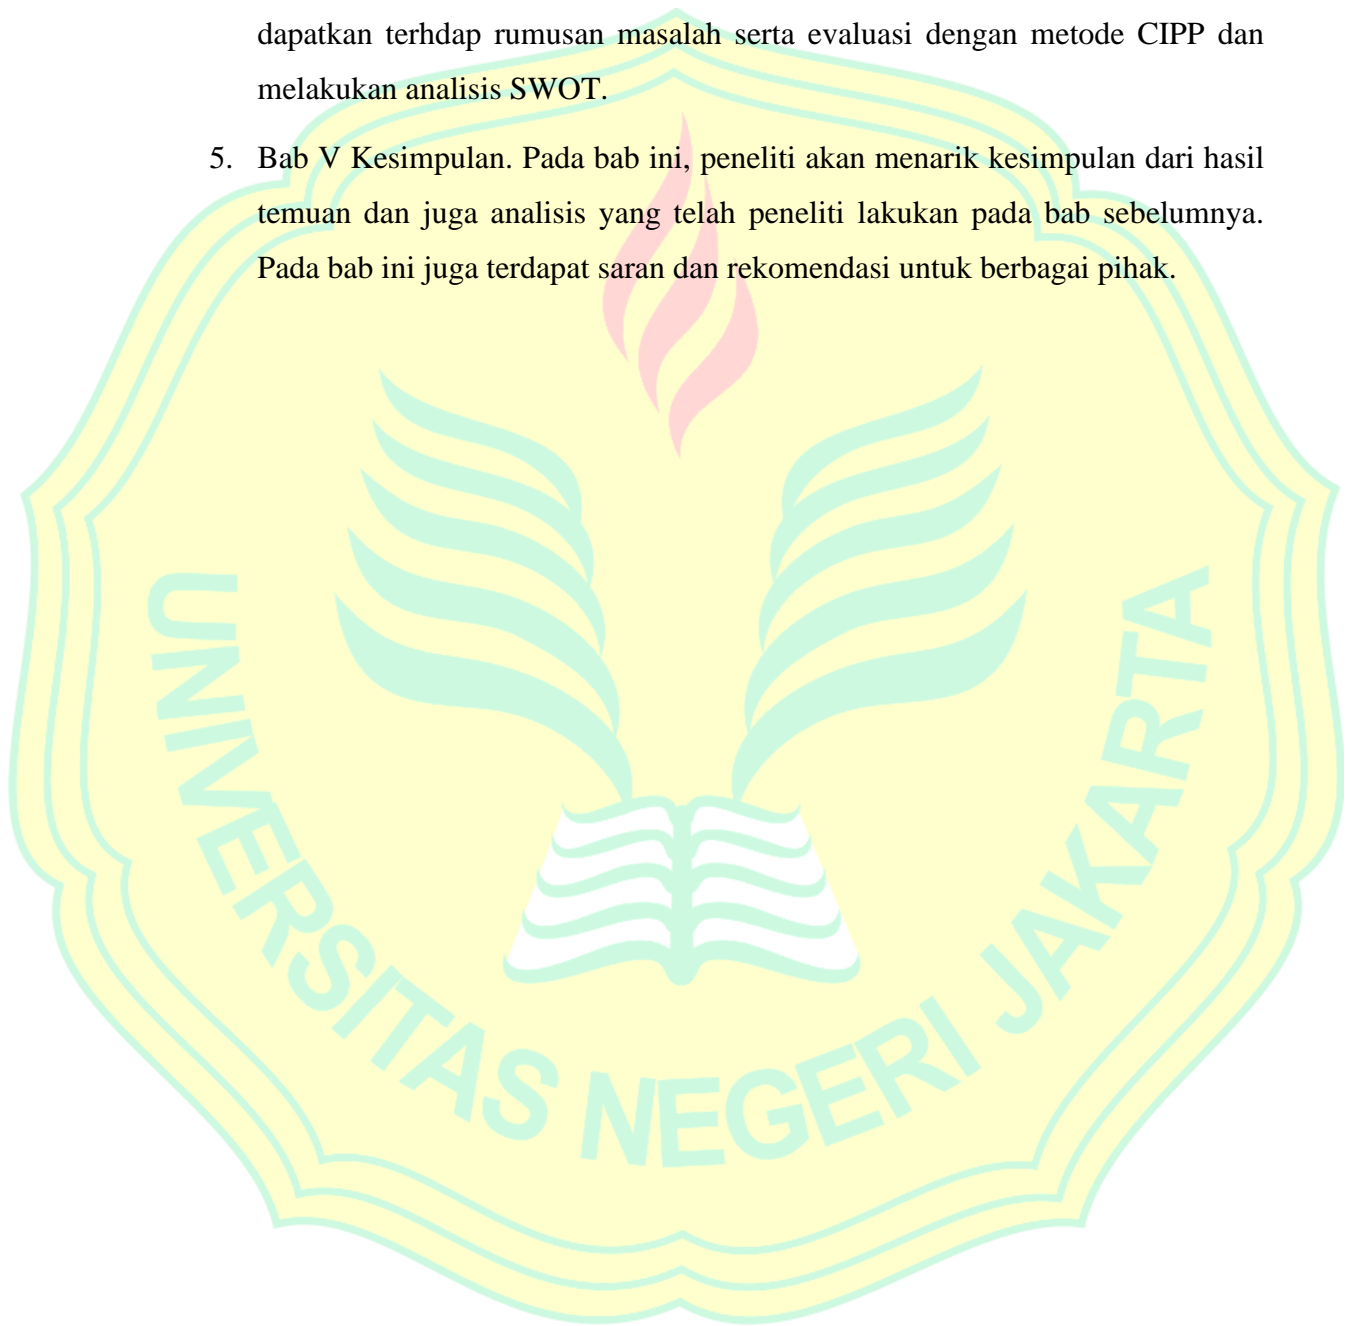 dapatkan terhdap rumusan masalah serta evaluasi dengan metode CIPP dan
melakukan analisis SWOT.
5. Bab V Kesimpulan. Pada bab ini, peneliti akan menarik kesimpulan dari hasil
temuan dan juga analisis yang telah peneliti lakukan pada bab sebelumnya.
Pada bab ini juga terdapat saran dan rekomendasi untuk berbagai pihak.
UNIVERSITAS NEGERI JAKARTA